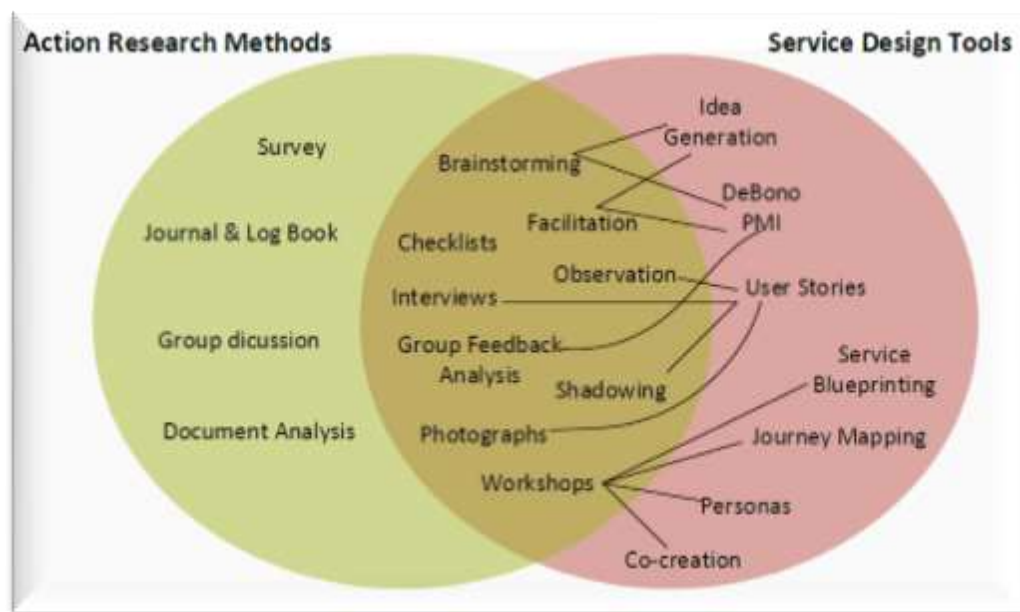 Action Research Methods
Service Design Tools
Survey
Journal & Log Book
Group dicussion
Document Analysis
Brainstorming
Facilitation
Checklists
Observation
Interviews
Group Feedback
Analysis
Shadowing
Photographs
Workshops
Idea
Generation
DeBono
PMI
User Stories
Service
Blueprinting
Journey Mapping
Personas
Co-creation